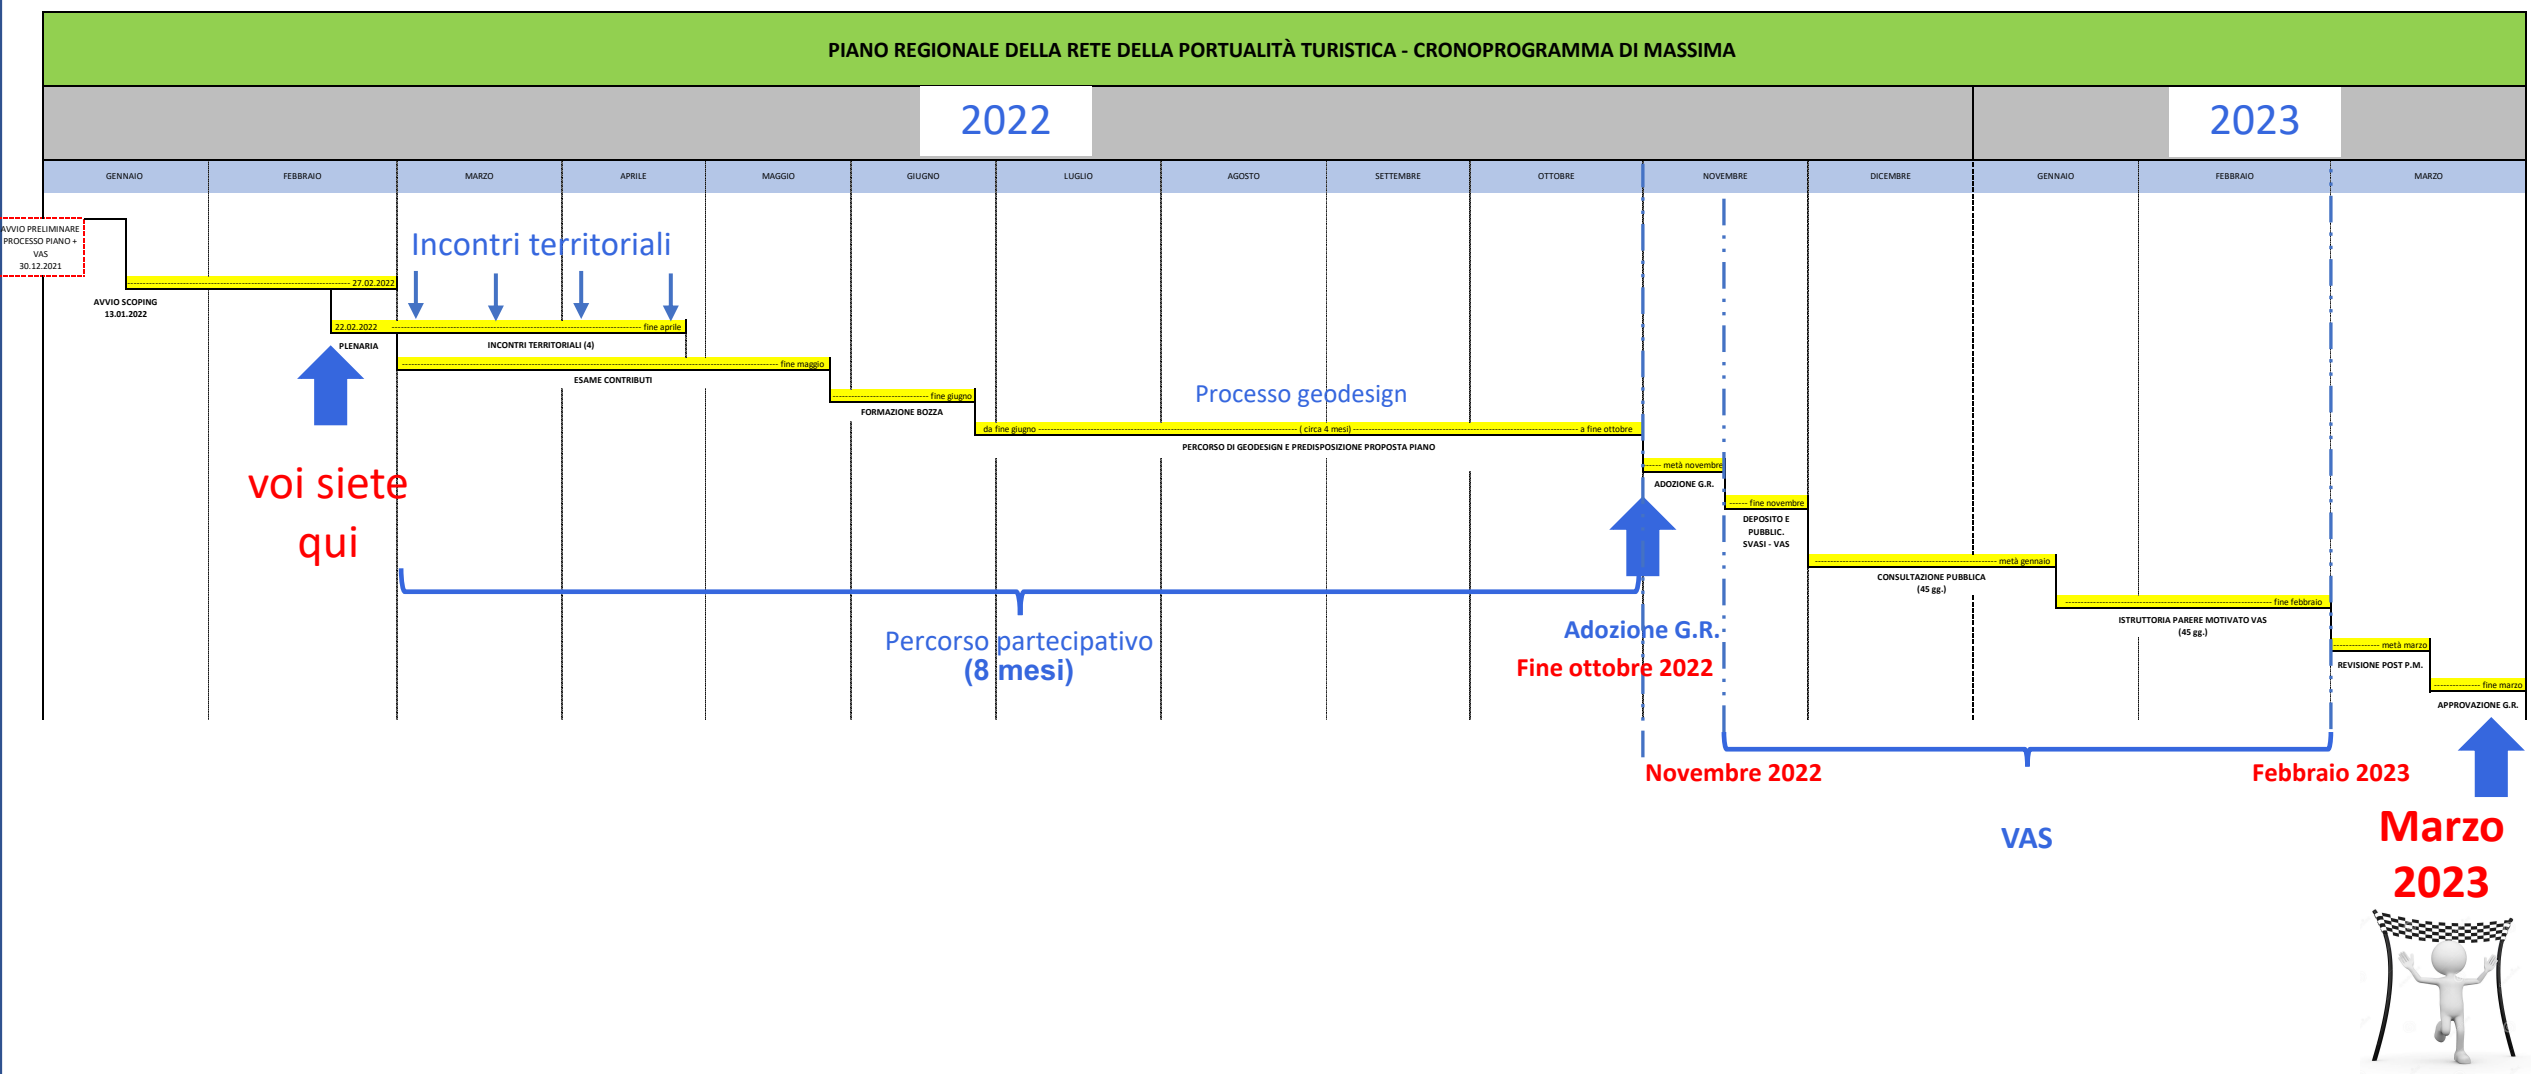 PIANO REGIONALE DELLA RETE DELLA PORTUALITÀ TURISTICA - CRONOPROGRAMMA DI MASSIMA
2022
2023
GENNAIO
FEBBRAIO
MARZO
APRILE
MAGGIO
GIUGNO
LUGLIO
AGOSTO
SETTEMBRE
OTTOBRE
NOVEMBRE
DICEMBRE
GENNAIO
FEBBRAIO
MARZO
AVVIO PRELIMINARE
PROCESSO PIANO +
VAS
30.12.2021
Incontri territoriali
27.02.2022
AVVIO SCOPING
13.01.2022
22.02.2022
fine aprile
PLENARIA
INCONTRI TERRITORIALI (4)
fine maggio
ESAME CONTRIBUTI
fine giugno
FORMAZIONE BOZZA
Processo geodesign
da fine giugno
( circa 4 mesi)
a fine ottobre
PERCORSO DI GEODESIGN E PREDISPOSIZIONE PROPOSTA PIANO
voi siete
qui
metà novembre
ADOZIONE G.R.
fine novembre
DEPOSITO E
PUBBLIC.
SVASI - VAS
metà gennaio
CONSULTAZIONE PUBBLICA
(45 gg.)
fine febbraio
ISTRUTTORIA PARERE MOTIVATO VAS
(45 gg.)
metà marzo
REVISIONE POST P.M.
fine marzo
APPROVAZIONE G.R.
Percorso partecipativo
(8 mesi)
Adozione G.R.
Fine ottobre 2022
Novembre 2022
Febbraio 2023
VAS
Marzo
2023